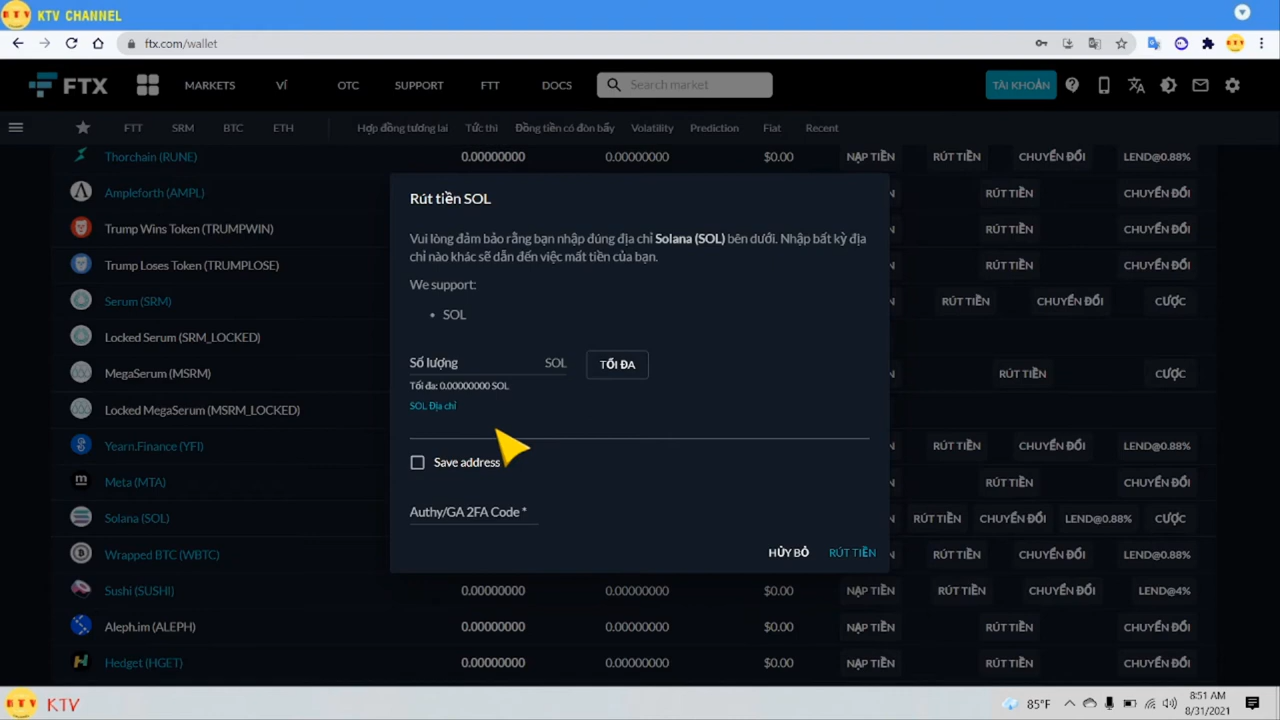 KTV CHANNEL
ftx.com/wallet
FTX MARKETS VÍ OTC SUPPORT FTT DOCS Search market TÀI KHOẢN
FTT SRM BTC ETH Hợp đồng tương lai Tức thì Đồng tiền có đòn bẩy Volatility Prediction Fiat Recent
Thorchain (RUNE) 0.00000000 0.00000000 $0.00 NẠP TIỀN RÚT TIỀN CHUYỂN ĐỔI LEND@0.88%
Ampleforth (AMPL) RÚT TIỀN CHUYỂN ĐỔI
Trump Wins Token (TRUMPWIN) RÚT TIỀN CHUYỂN ĐỔI
Trump Loses Token (TRUMPLOSE) RÚT TIỀN CHUYỂN ĐỔI
Serum (SRM) RÚT TIỀN CHUYỂN ĐỔI CƯỢC
Locked Serum (SRM_LOCKED)
MegaSerum (MSRM) RÚT TIỀN CƯỢC
Locked MegaSerum (MSRM_LOCKED)
Yearn.Finance (YFI) RÚT TIỀN CHUYỂN ĐỔI LEND@0.88%
Meta (MTA) RÚT TIỀN CHUYỂN ĐỔI
Solana (SOL) RÚT TIỀN CHUYỂN ĐỔI LEND@0.88% CƯỢC
Wrapped BTC (WBTC) RÚT TIỀN CHUYỂN ĐỔI LEND@0.88%
Sushi (SUSHI) 0.00000000 0.00000000 $0.00 NẠP TIỀN RÚT TIỀN CHUYỂN ĐỔI LEND@4%
Aleph.im (ALEPH) 0.00000000 0.00000000 $0.00 NẠP TIỀN RÚT TIỀN CHUYỂN ĐỔI
Hedget (HGET) 0.00000000 0.00000000 $0.00 NẠP TIỀN RÚT TIỀN CHUYỂN ĐỔI
Rút tiền SOL
Vui lòng đảm bảo rằng bạn nhập đúng địa chỉ Solana (SOL) bên dưới. Nhập bất kỳ địa
chỉ nào khác sẽ dẫn đến việc mất tiền của bạn.
We support:
• SOL
Số lượng SOL TỐI ĐA
Tối đa: 0.00000000 SOL
SOL Địa chỉ
Save address
Authy/GA 2FA Code *
HỦY BỎ RÚT TIỀN
KTV 85°F 8:51 AM
8/31/2021